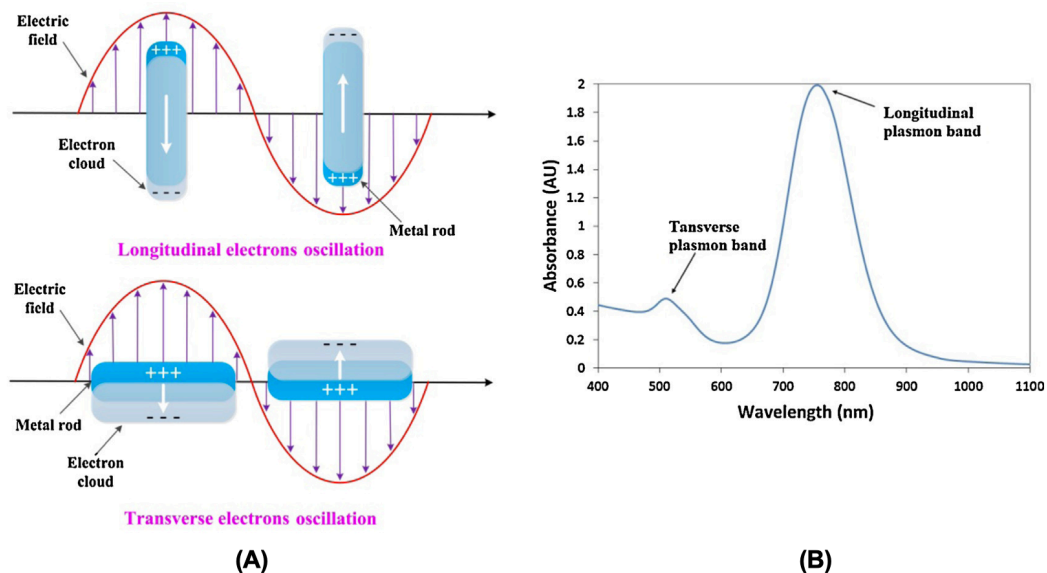 Electric
field
+++
- - -
Electron
cloud
- - -
+++
Metal rod
Longitudinal electrons oscillation
Electric
field
+++
- - -
Metal rod
Electron
cloud
- - -
+++
Transverse electrons oscillation
(A)
Absorbance (AU)
2
1.8
1.6
1.4
1.2
1
0.8
0.6
0.4
0.2
0
400
500
600
700
800
900
1000
1100
Wavelength (nm)
Longitudinal
plasmon band
Tansverse
plasmon band
(B)